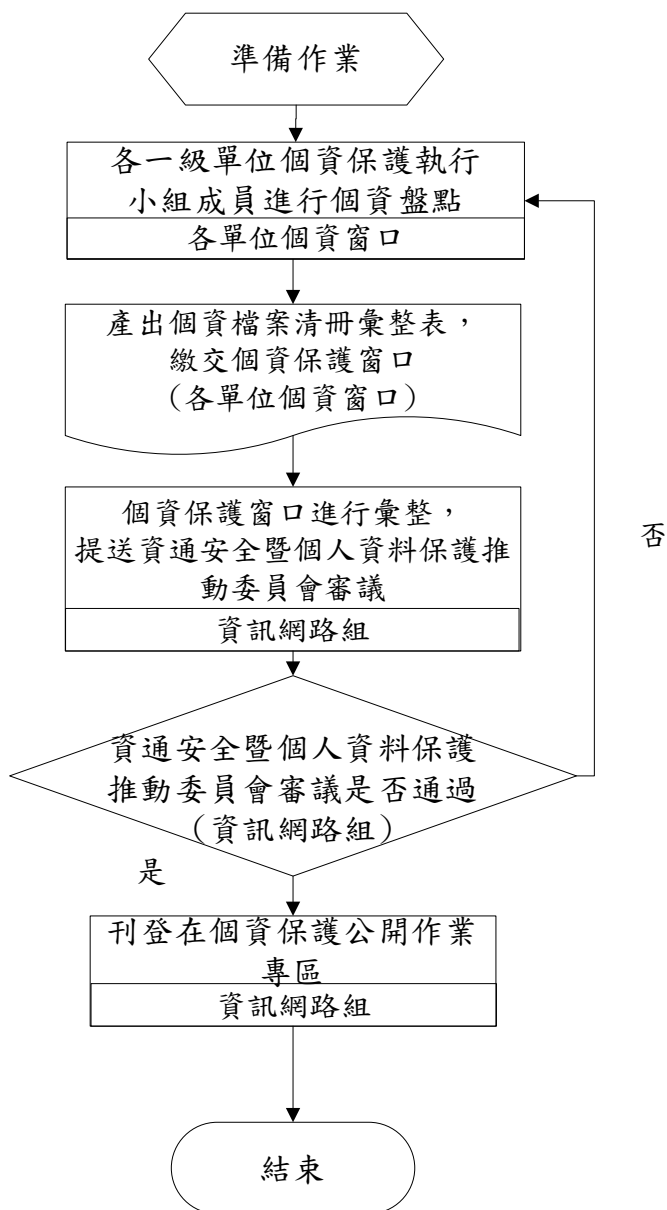 準備作業
各一級單位個資保護執行
小組成員進行個資盤點
各單位個資窗口
產出個資檔案清冊彙整表，
繳交個資保護窗口
(各單位個資窗口)
個資保護窗口進行彙整，
提送資通安全暨個人資料保護推
動委員會審議
資訊網路組
否
資通安全暨個人資料保護
推動委員會審議是否通過
(資訊網路組)
是
刊登在個資保護公開作業
專區
資訊網路組
結束